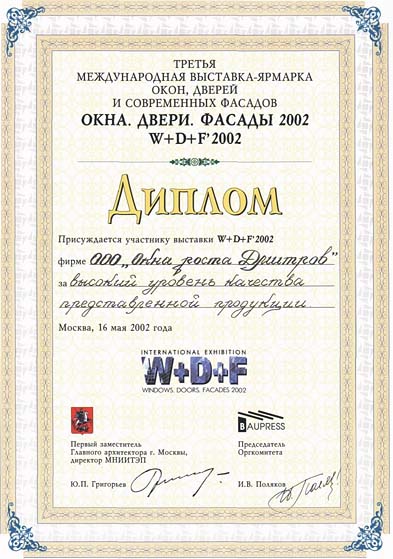 ТРЕТЬЯ
МЕЖДУНАРОДНАЯ ВЫСТАВКА-ЯРМАРКА
ОКОН, ДВЕРЕЙ
И СОВРЕМЕННЫХ ФАСАДОВ
ОКНА. ДВЕРИ. ФАСАДЫ 2002
W+D+F'2002
ДИПЛОМ
Присуждается участнику выставки W+D+F'2002
фирме ООО „Окна роста Дмитров"
за высокий уровень качества
представленной продукции
Москва, 16 мая 2002 года
INTERNATIONAL EXHIBITION
W+D+F
WINDOWS. DOORS. FACADES 2002
BAUPRESS
Первый заместитель
Главного архитектора г. Москвы,
директор МНИИТЭП
Ю.П. Григорьев
Председатель
Оргкомитета
И.В. Поляков